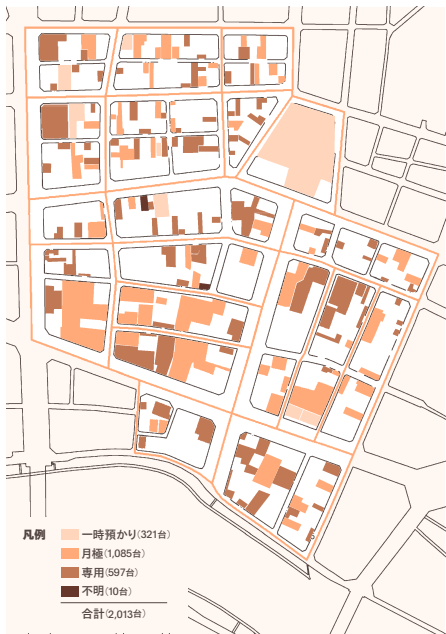 凡例
一時預かり(321台)
月極(1,085台)
専用(597台)
不明(10台)
合計(2,013台)